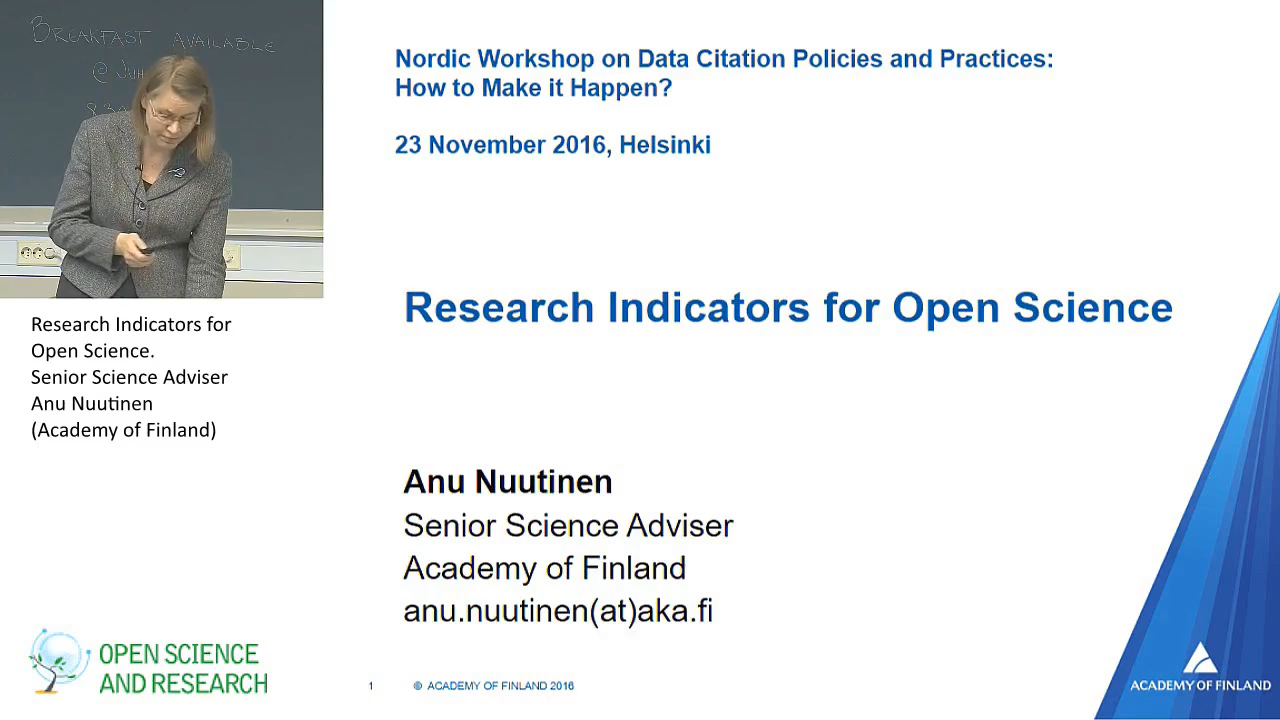 BREAKFAST AVAILABLE
@
Nordic Workshop on Data Citation Policies and Practices:
How to Make it Happen?
23 November 2016, Helsinki
Research Indicators for Open Science
Research Indicators for
Open Science.
Senior Science Adviser
Anu Nuutinen
(Academy of Finland)
Anu Nuutinen
Senior Science Adviser
Academy of Finland
anu.nuutinen(at)aka.fi
OPEN SCIENCE
AND RESEARCH
1 © ACADEMY OF FINLAND 2016
ACADEMY OF FINLAND